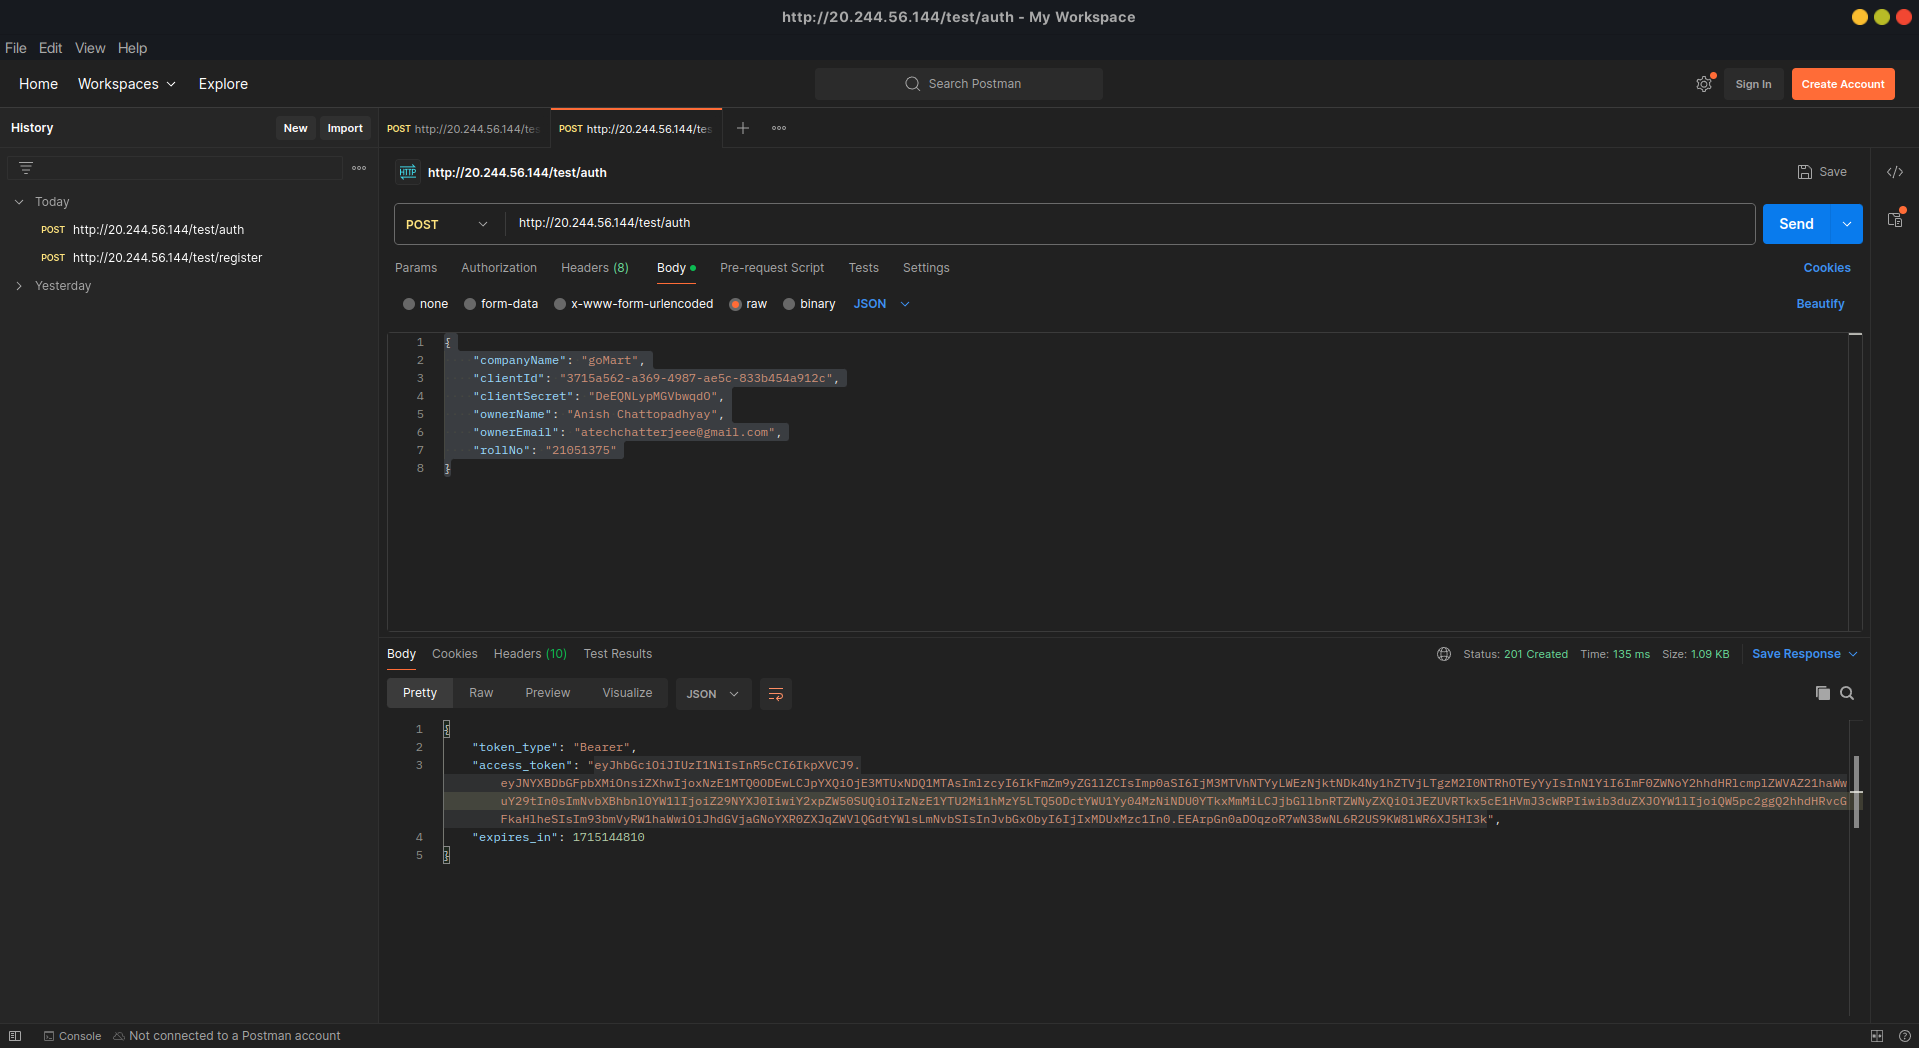 http://20.244.56.144/test/auth - My Workspace
File Edit View Help
Home Workspaces Explore
Search Postman
Sign In Create Account
History
New Import
POST http://20.244.56.144/tes
POST http://20.244.56.144/tes
Today
POST http://20.244.56.144/test/auth
POST http://20.244.56.144/test/register
Yesterday
HTTP http://20.244.56.144/test/auth
Save
POST http://20.244.56.144/test/auth
Send
Params Authorization Headers (8) Body Pre-request Script Tests Settings
Cookies
none form-data x-www-form-urlencoded raw binary JSON
Beautify
1 {
2 "companyName": "goMart",
3 "clientId": "3715a562-a369-4987-ae5c-833b454a912c",
4 "clientSecret": "DeEQNLypMGVbwqdO",
5 "ownerName": "Anish Chattopadhyay",
6 "ownerEmail": "atechchatterjeee@gmail.com",
7 "rollNo": "21051375"
8 }
Body Cookies Headers (10) Test Results
Status: 201 Created Time: 135 ms Size: 1.09 KB Save Response
Pretty Raw Preview Visualize JSON
1 {
2 "token_type": "Bearer",
3 "access_token": "eyJhbGciOiJIUzI1NiIsInR5cCI6IkpXVCJ9.
4 "expires_in": 1715144810
5 }
Console Not connected to a Postman account